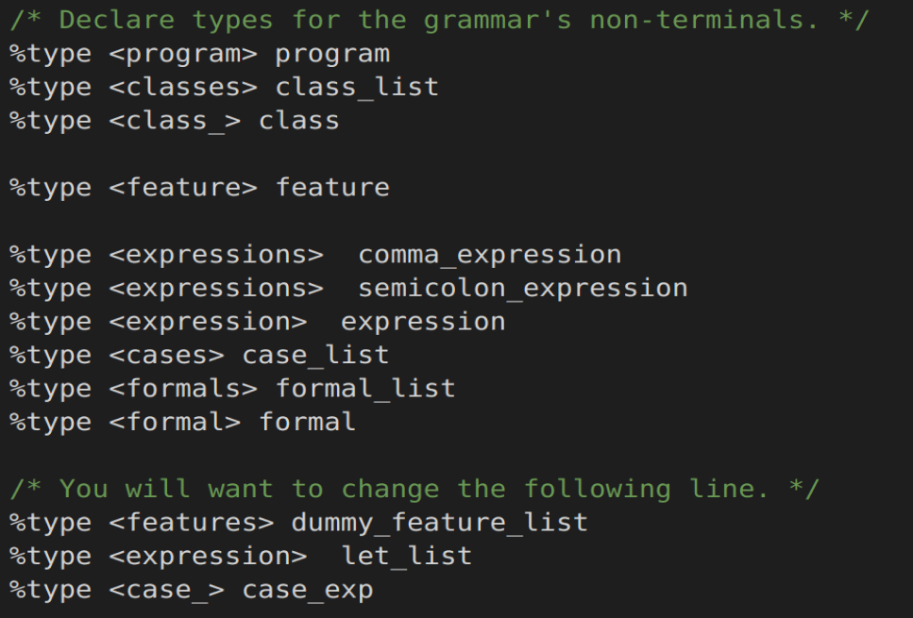 /* Declare types for the grammar's non-terminals. */
%type <program> program
%type <classes> class_list
%type <class_> class
%type <feature> feature
%type <expressions>  comma_expression
%type <expressions>  semicolon_expression
%type <expression>  expression
%type <cases> case_list
%type <formals> formal_list
%type <formal> formal
/* You will want to change the following line. */
%type <features> dummy_feature_list
%type <expression>  let_list
%type <case_> case_exp